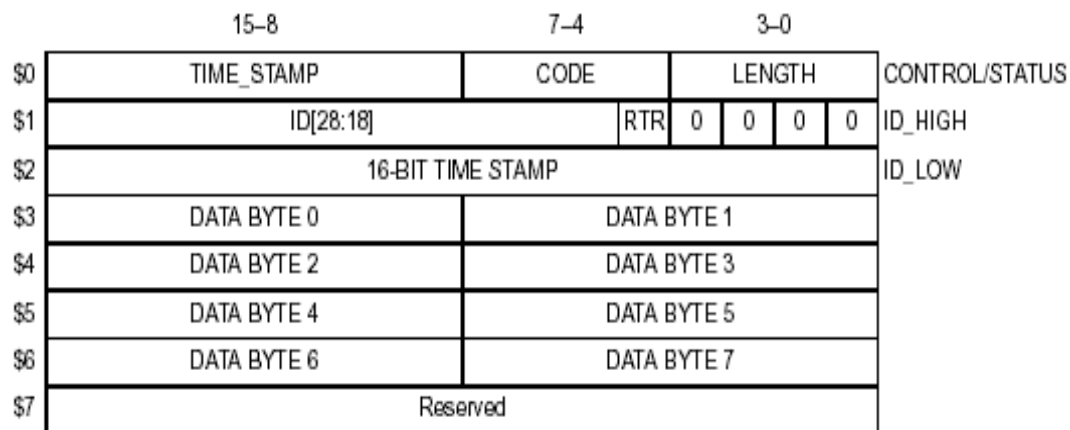 15–8 7–4 3–0
$0 TIME_STAMP CODE LENGTH CONTROL/STATUS
$1 ID[28:18] RTR 0 0 0 0 ID_HIGH
$2 16-BIT TIME STAMP ID_LOW
$3 DATA BYTE 0 DATA BYTE 1
$4 DATA BYTE 2 DATA BYTE 3
$5 DATA BYTE 4 DATA BYTE 5
$6 DATA BYTE 6 DATA BYTE 7
$7 Reserved